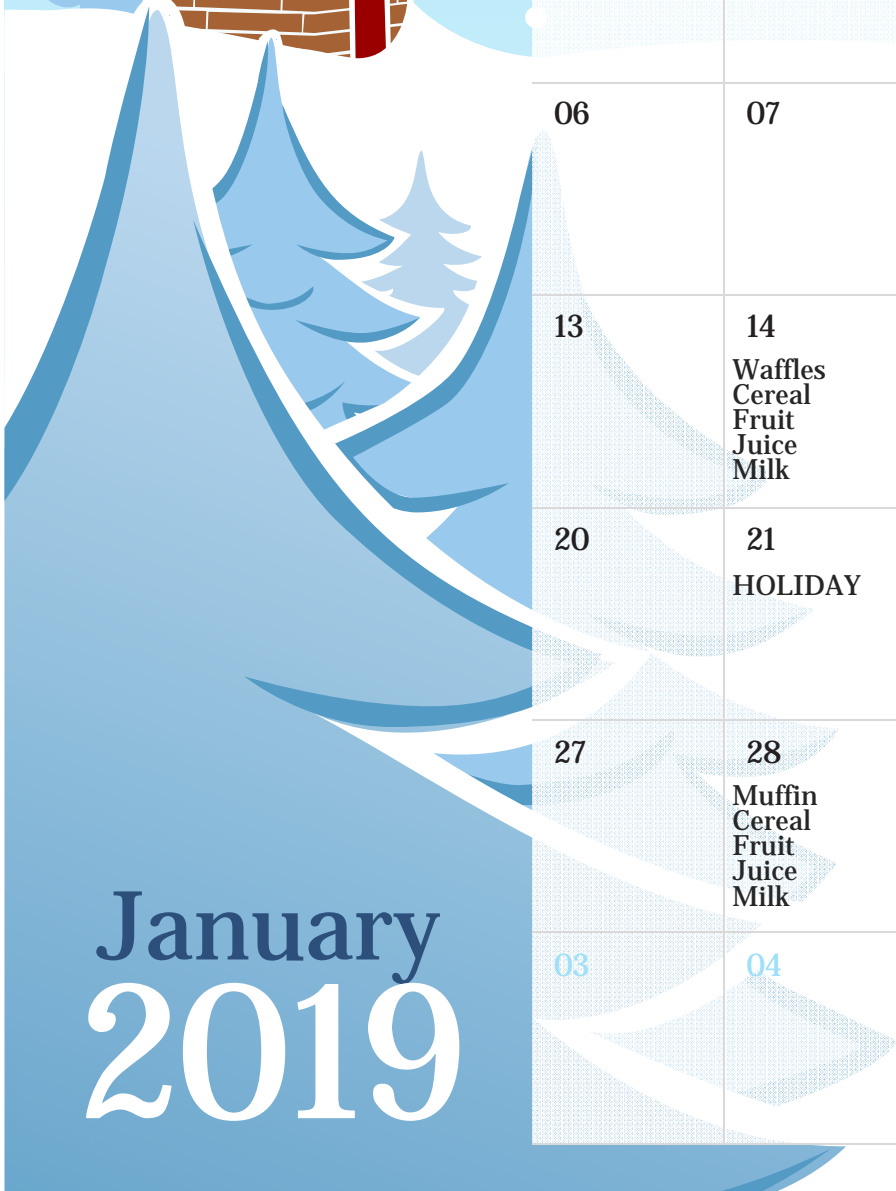 06
07
13
14
Waffles
Cereal
Fruit
Juice
Milk
20
21
HOLIDAY
27
28
Muffin
Cereal
Fruit
Juice
Milk
03
04
January
2019